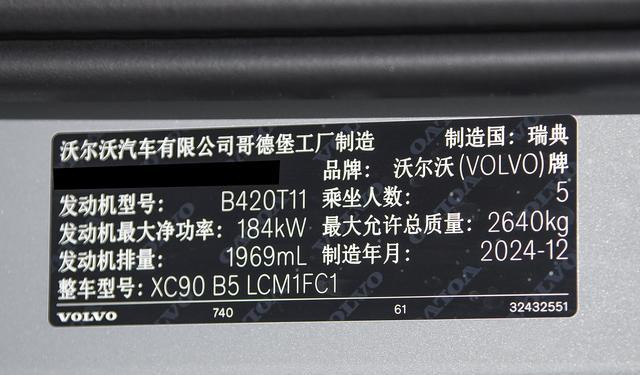 沃尔沃汽车有限公司哥德堡工厂制造 制造国：瑞典
品牌：沃尔沃(VOLVO)牌
发动机型号： B420T11 乘坐人数： 5
发动机最大净功率：184kW 最大允许总质量：2640kg
发动机排量： 1969mL 制造年月： 2024-12
整车型号：XC90 B5 LCM1FC1
VOLVO 740 61 32432551